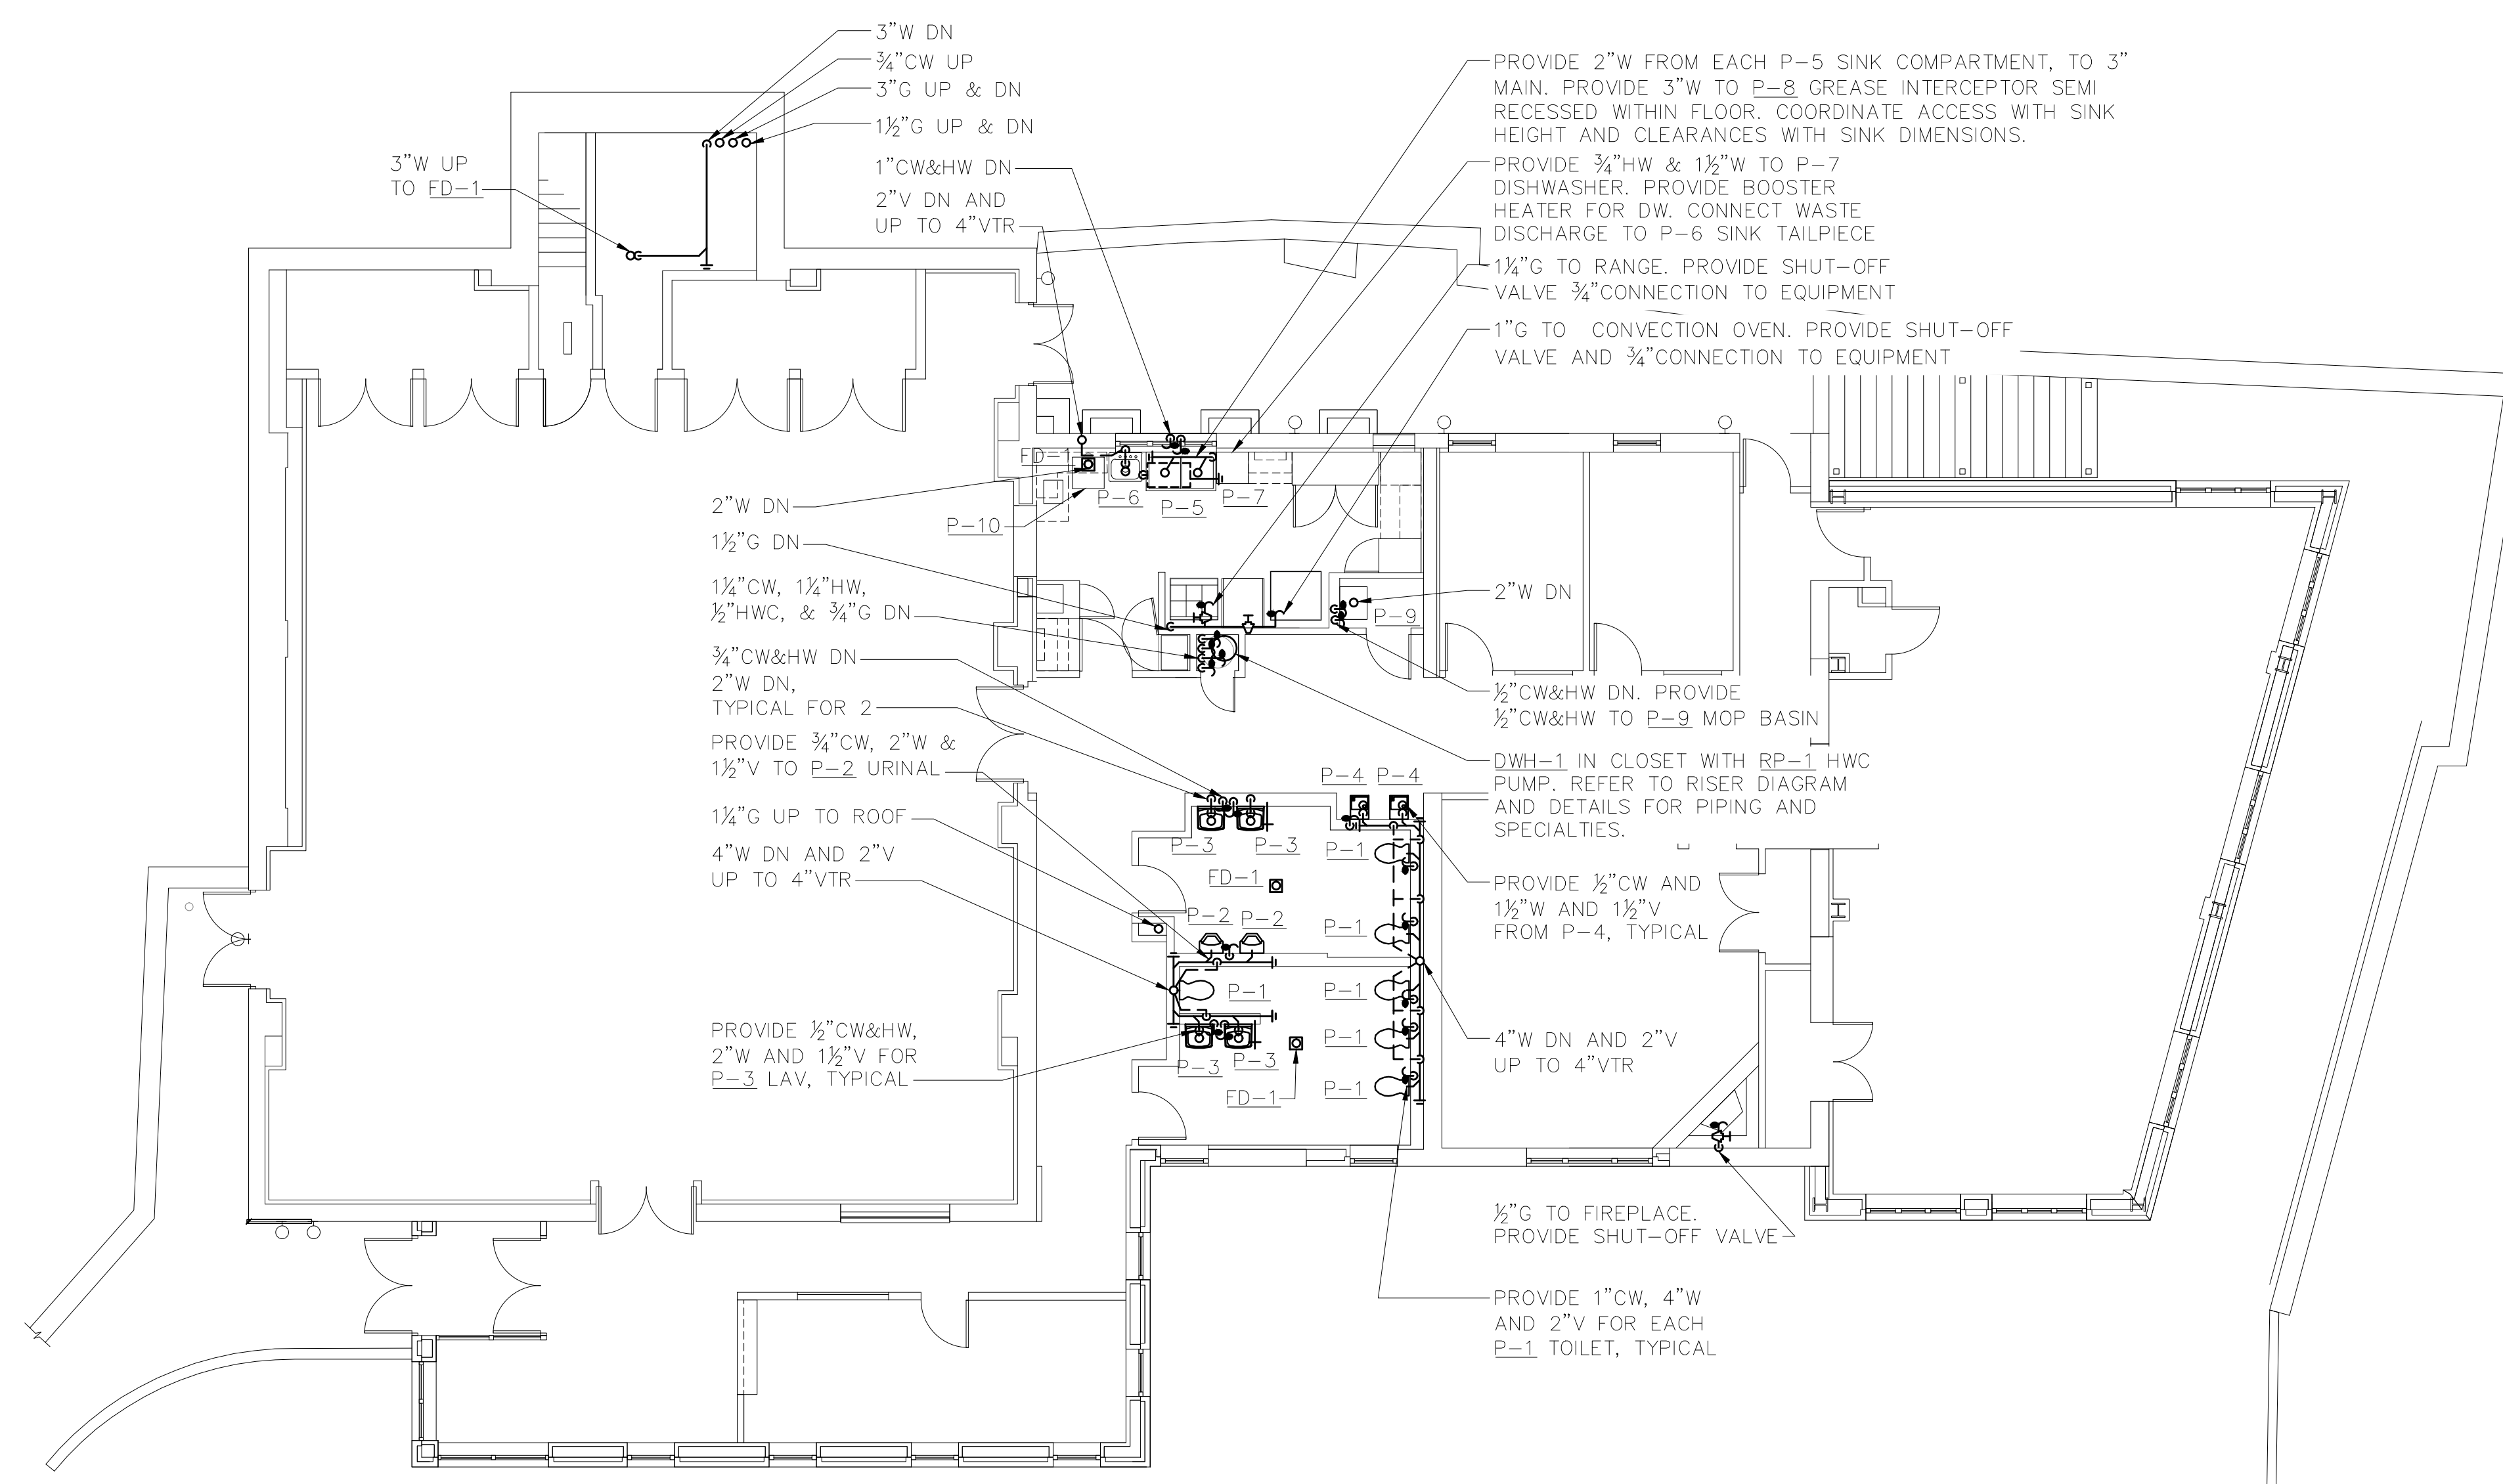 3"W DN
¾"CW UP
3"G UP & DN
1½"G UP & DN
3"W UP
TO FD-1
1"CW&HW DN
2"V DN AND
UP TO 4"VTR
PROVIDE 2"W FROM EACH P-5 SINK COMPARTMENT, TO 3"
MAIN. PROVIDE 3"W TO P-8 GREASE INTERCEPTOR SEMI
RECESSED WITHIN FLOOR. COORDINATE ACCESS WITH SINK
HEIGHT AND CLEARANCES WITH SINK DIMENSIONS.
PROVIDE ¾"HW & 1½"W TO P-7
DISHWASHER. PROVIDE BOOSTER
HEATER FOR DW. CONNECT WASTE
DISCHARGE TO P-6 SINK TAILPIECE
1¼"G TO RANGE. PROVIDE SHUT-OFF
VALVE ¾"CONNECTION TO EQUIPMENT
1"G TO CONVECTION OVEN. PROVIDE SHUT-OFF
VALVE AND ¾"CONNECTION TO EQUIPMENT
FD-1
P-6
P-5
P-7
P-10
2"W DN
1½"G DN
1¼"CW, 1¼"HW,
½"HWC, & ¾"G DN
¾"CW&HW DN
2"W DN,
TYPICAL FOR 2
PROVIDE ¾"CW, 2"W &
1½"V TO P-2 URINAL
1¼"G UP TO ROOF
4"W DN AND 2"V
UP TO 4"VTR
PROVIDE ½"CW&HW,
2"W AND 1½"V FOR
P-3 LAV, TYPICAL
2"W DN
P-9
½"CW&HW DN. PROVIDE
½"CW&HW TO P-9 MOP BASIN
DWH-1 IN CLOSET WITH RP-1 HWC
PUMP. REFER TO RISER DIAGRAM
AND DETAILS FOR PIPING AND
SPECIALTIES.
P-4 P-4
P-3 P-3
P-1
FD-1
P-2 P-2
P-1
P-1
P-1
P-1
P-3 P-3
FD-1
P-1
PROVIDE ½"CW AND
1½"W AND 1½"V
FROM P-4, TYPICAL
4"W DN AND 2"V
UP TO 4"VTR
½"G TO FIREPLACE.
PROVIDE SHUT-OFF VALVE
PROVIDE 1"CW, 4"W
AND 2"V FOR EACH
P-1 TOILET, TYPICAL